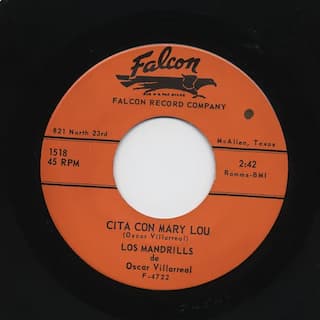 Falcon
FALCON RECORD COMPANY
821 North 23rd
McAllen, Texas
1518
45 RPM
2:42
Ramms-BMI
CITA CON MARY LOU
(Oscar Villarreal)
LOS MANDRILLS
de
Oscar Villarreal
F-4722